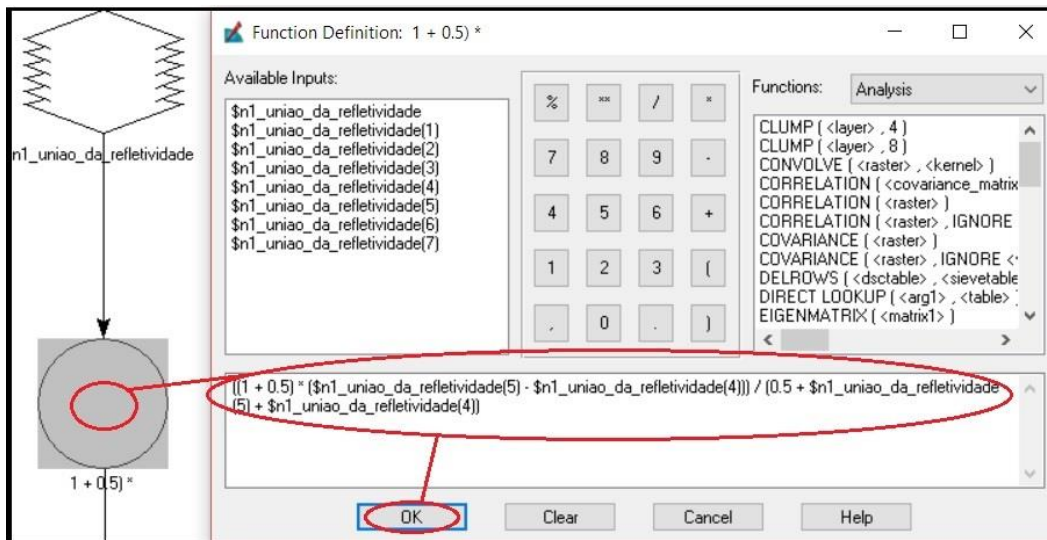 n1_uniao_da_refletividade
1 + 0.5) *
Function Definition: 1 + 0.5) *
Available Inputs:
$n1_uniao_da_refletividade
$n1_uniao_da_refletividade(1)
$n1_uniao_da_refletividade(2)
$n1_uniao_da_refletividade(3)
$n1_uniao_da_refletividade(4)
$n1_uniao_da_refletividade(5)
$n1_uniao_da_refletividade(6)
$n1_uniao_da_refletividade(7)
% ** / *
7 8 9 -
4 5 6 +
1 2 3 (
, 0 . )
Functions: Analysis
CLUMP ( <layer> , 4 )
CLUMP ( <layer> , 8 )
CONVOLVE ( <raster> , <kernel> )
CORRELATION ( <covariance_matrix
CORRELATION ( <raster> )
CORRELATION ( <raster> , IGNORE
COVARIANCE ( <raster> )
COVARIANCE ( <raster> , IGNORE <
DELROWS ( <dsctable> , <sievetable
DIRECT LOOKUP ( <arg1> , <table> )
EIGENMATRIX ( <matrix1> )
((1 + 0.5) * ($n1_uniao_da_refletividade(5) - $n1_uniao_da_refletividade(4))) / (0.5 + $n1_uniao_da_refletividade
(5) + $n1_uniao_da_refletividade(4))
OK Clear Cancel Help